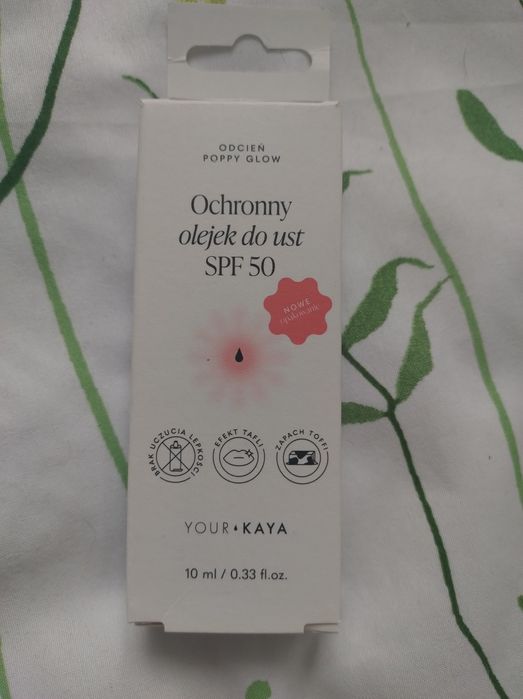 ODCIEŃ
POPPY GLOW
Ochronny
olejek do ust
SPF 50
NOWE
opakowanie
BRAK UCZUCIA LEPKOŚCI
EFEKT TAFLI
ZAPACH TOFFI
YOUR KAYA
10 ml / 0.33 fl.oz.